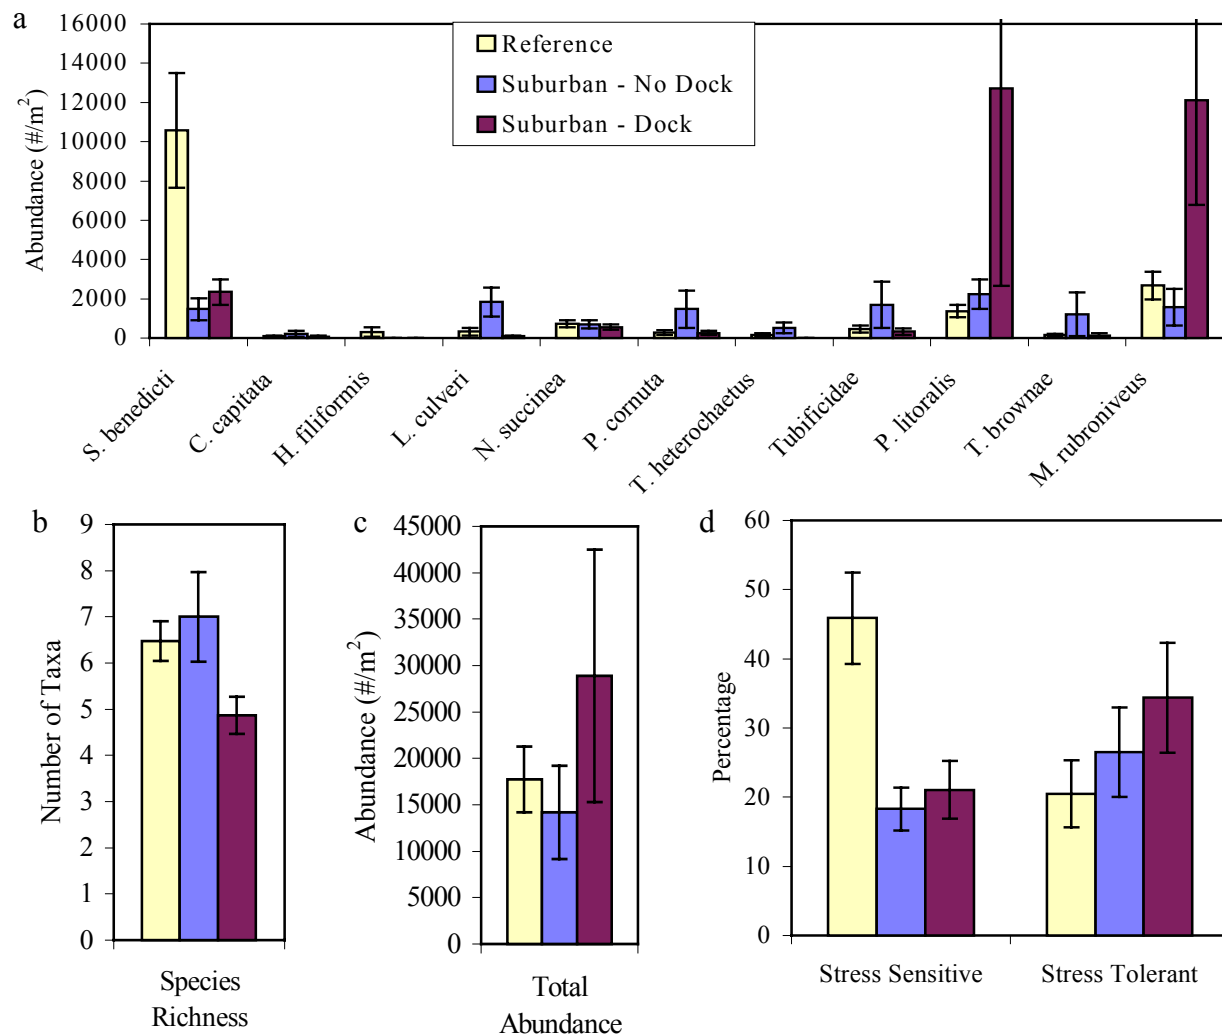 a
Abundance (#/m²)
16000
14000
12000
10000
8000
6000
4000
2000
0
Reference
Suburban - No Dock
Suburban - Dock
S. benedicti
C. capitata
H. filiformis
L. culveri
N. succinea
P. cornuta
T. heterochaetus
Tubificidae
P. litoralis
T. brownae
M. rubroniveus
b
Number of Taxa
9
8
7
6
5
4
3
2
1
0
Species
Richness
c
Abundance (#/m²)
45000
40000
35000
30000
25000
20000
15000
10000
5000
0
Total
Abundance
d
Percentage
60
50
40
30
20
10
0
Stress Sensitive
Stress Tolerant